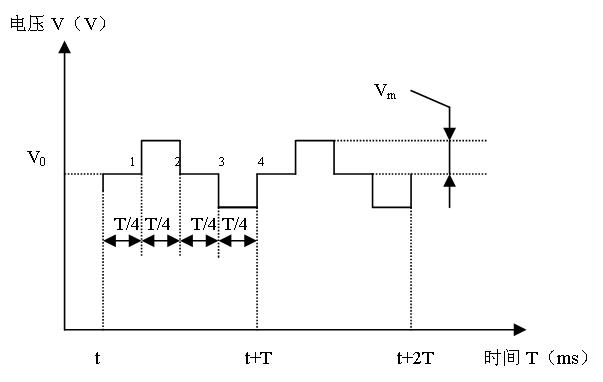 电压 V（V）
Vm
V0
1 2 3 4
T/4 T/4 T/4 T/4
t t+T t+2T 时间 T（ms）